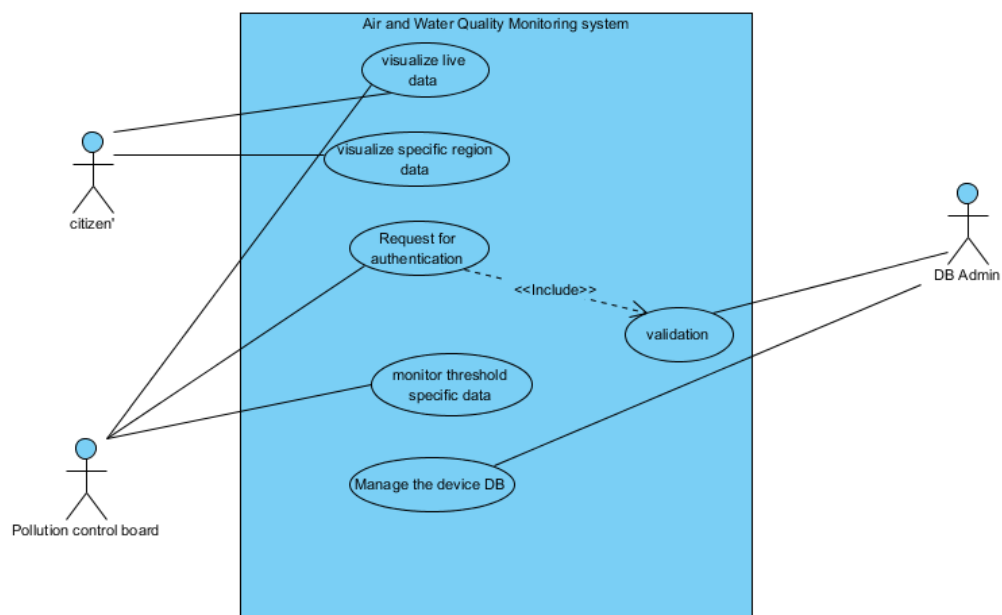 Air and Water Quality Monitoring system
visualize live
data
visualize specific region
data
citizen'
Request for
authentication
<<Include>>
DB Admin
validation
monitor threshold
specific data
Manage the device DB
Pollution control board